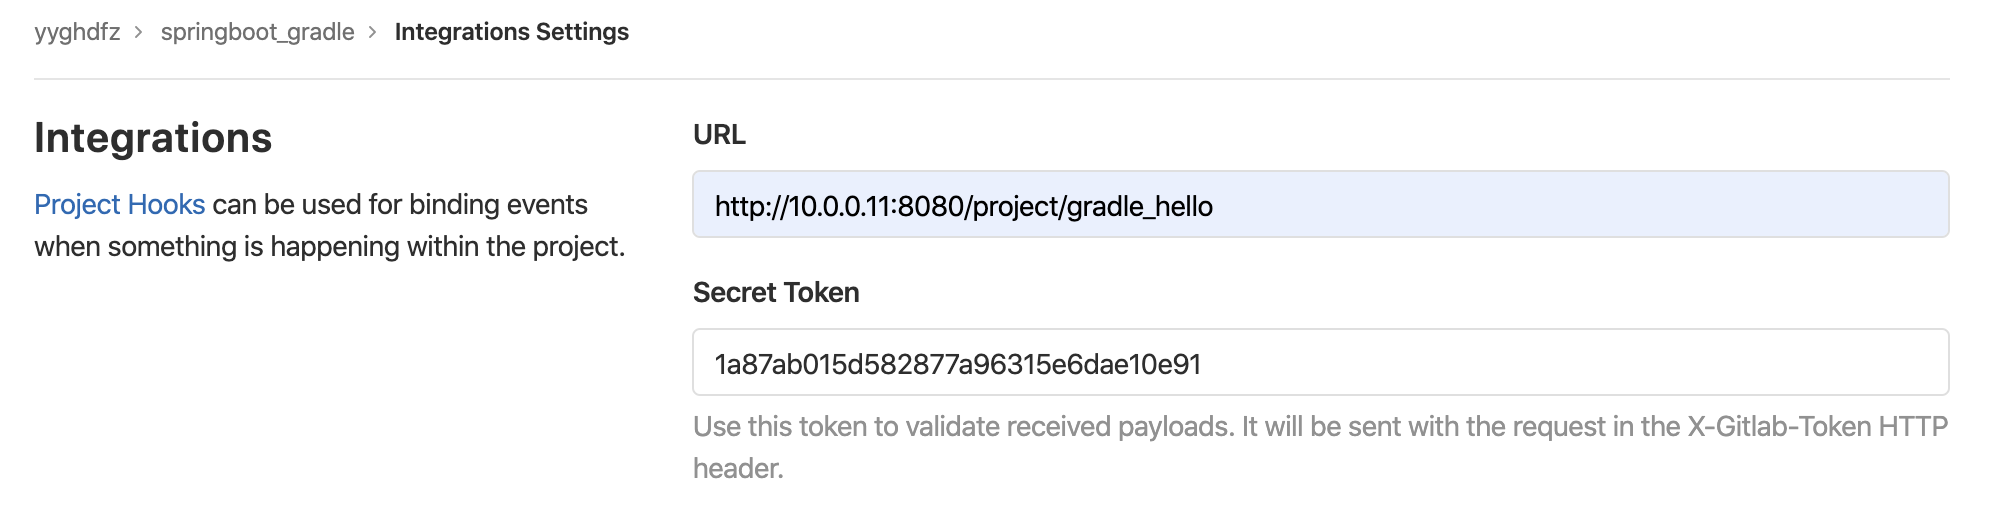 yyghdfz > springboot_gradle > Integrations Settings
Integrations
Project Hooks can be used for binding events
when something is happening within the project.
URL
http://10.0.0.11:8080/project/gradle_hello
Secret Token
1a87ab015d582877a96315e6dae10e91
Use this token to validate received payloads. It will be sent with the request in the X-Gitlab-Token HTTP
header.